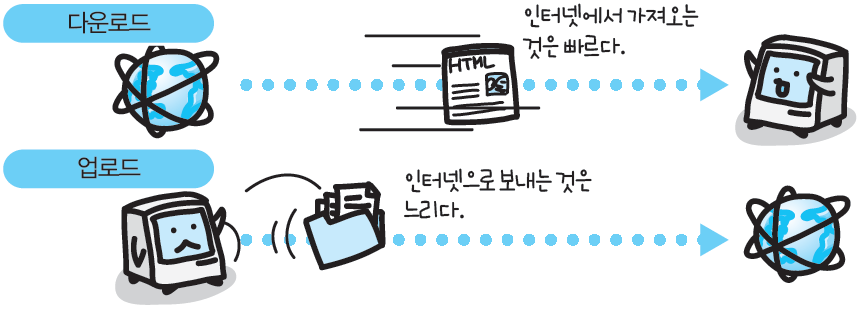 다운로드
인터넷에서 가져오는
것은 빠르다.
HTML
업로드
인터넷으로 보내는 것은
느리다.